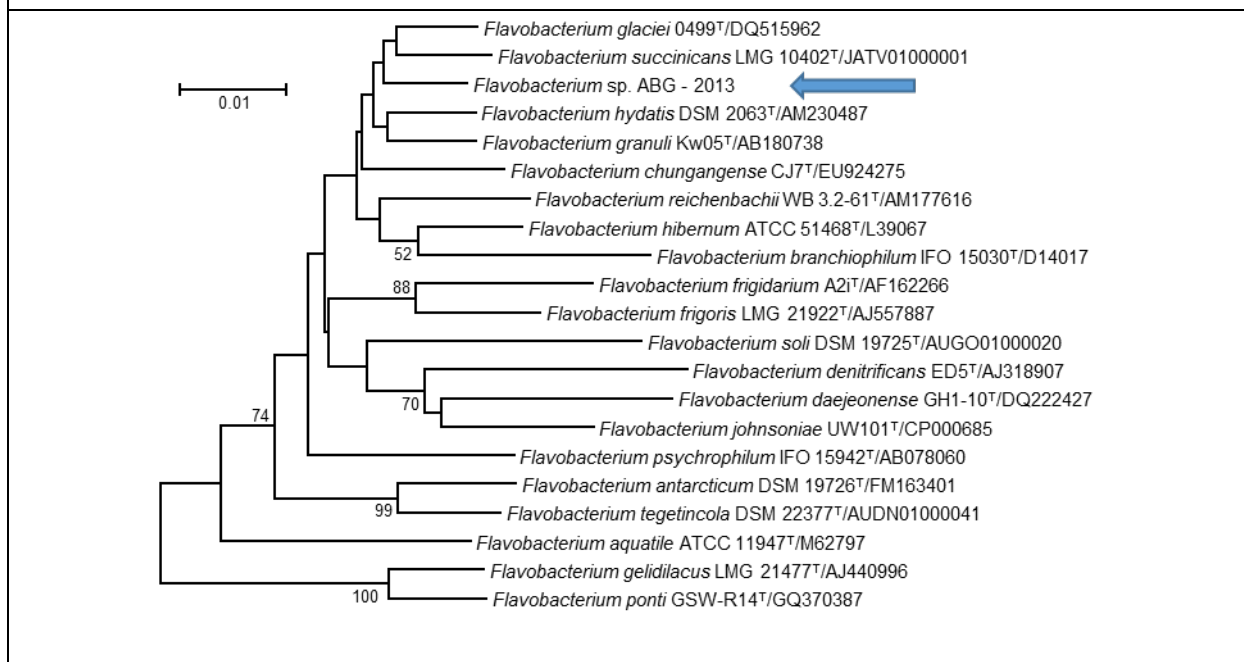 Flavobacterium glaciei 0499ᵀ/DQ515962
Flavobacterium succinicans LMG 10402ᵀ/JATV01000001
Flavobacterium sp. ABG - 2013
0.01
Flavobacterium hydatis DSM 2063ᵀ/AM230487
Flavobacterium granuli Kw05ᵀ/AB180738
Flavobacterium chungangense CJ7ᵀ/EU924275
Flavobacterium reichenbachii WB 3.2-61ᵀ/AM177616
Flavobacterium hibernum ATCC 51468ᵀ/L39067
52
Flavobacterium branchiophilum IFO 15030ᵀ/D14017
88
Flavobacterium frigidarium A2iᵀ/AF162266
Flavobacterium frigoris LMG 21922ᵀ/AJ557887
Flavobacterium soli DSM 19725ᵀ/AUGO01000020
Flavobacterium denitrificans ED5ᵀ/AJ318907
70
Flavobacterium daejeonense GH1-10ᵀ/DQ222427
74
Flavobacterium johnsoniae UW101ᵀ/CP000685
Flavobacterium psychrophilum IFO 15942ᵀ/AB078060
Flavobacterium antarcticum DSM 19726ᵀ/FM163401
99
Flavobacterium tegetincola DSM 22377ᵀ/AUDN01000041
Flavobacterium aquatile ATCC 11947ᵀ/M62797
Flavobacterium gelidilacus LMG 21477ᵀ/AJ440996
100
Flavobacterium ponti GSW-R14ᵀ/GQ370387